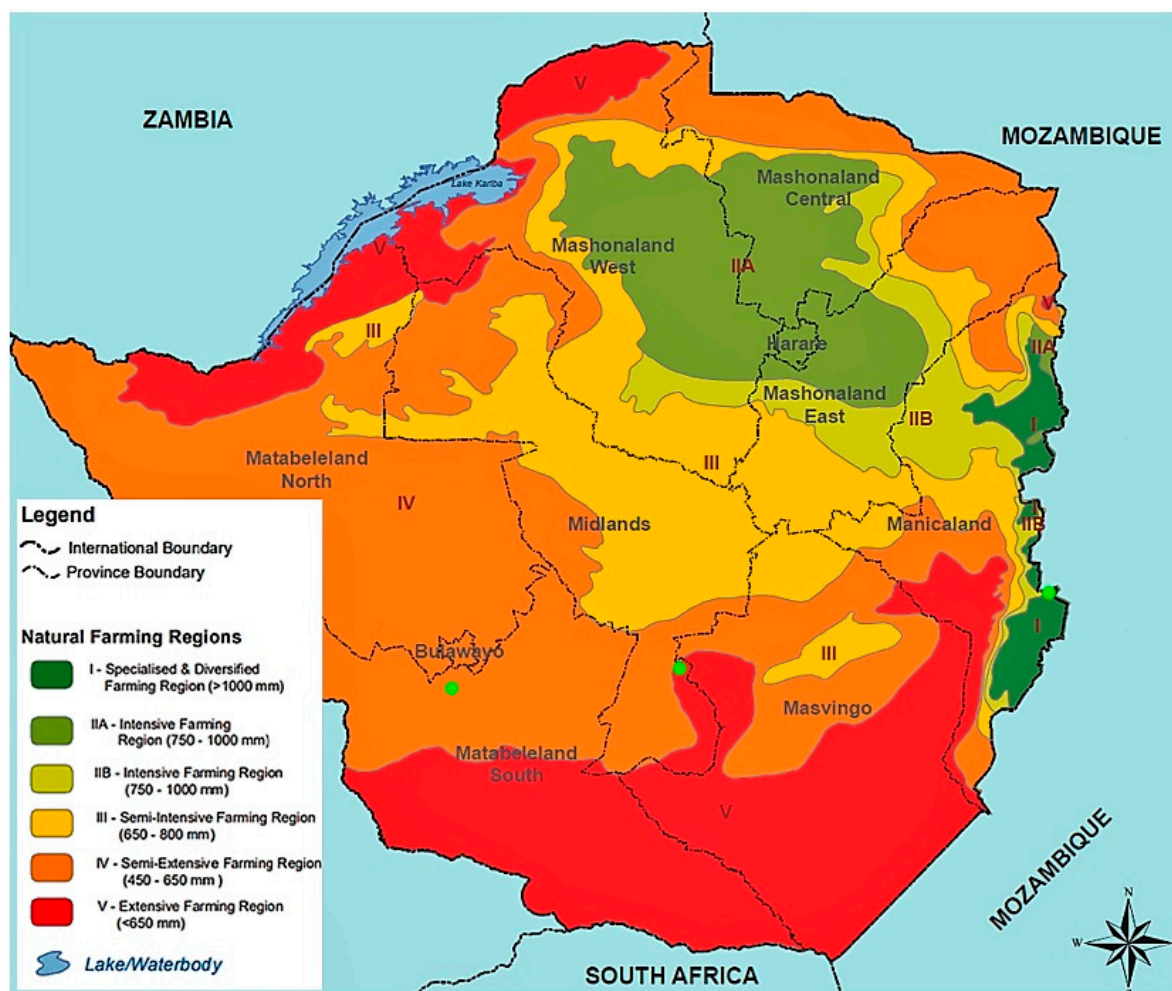 V
ZAMBIA
MOZAMBIQUE
Lake Kariba
Mashonaland
Central
V
Mashonaland
West
IIA
V
III
Harare
IIA
Mashonaland
East
IIB
I
Matabeleland
North
III
IV
Midlands
Manicaland
I
IIB
Legend
International Boundary
Province Boundary
I
Natural Farming Regions
Bulawayo
III
I - Specialised & Diversified
Farming Region (>1000 mm)
Masvingo
IIA - Intensive Farming
Region (750 - 1000 mm)
Matabeleland
South
IIB - Intensive Farming Region
(750 - 1000 mm)
V
III - Semi-Intensive Farming Region
(650 - 800 mm)
IV - Semi-Extensive Farming Region
(450 - 650 mm)
MOZAMBIQUE
V - Extensive Farming Region
(<650 mm)
N
W
E
S
Lake/Waterbody
SOUTH AFRICA